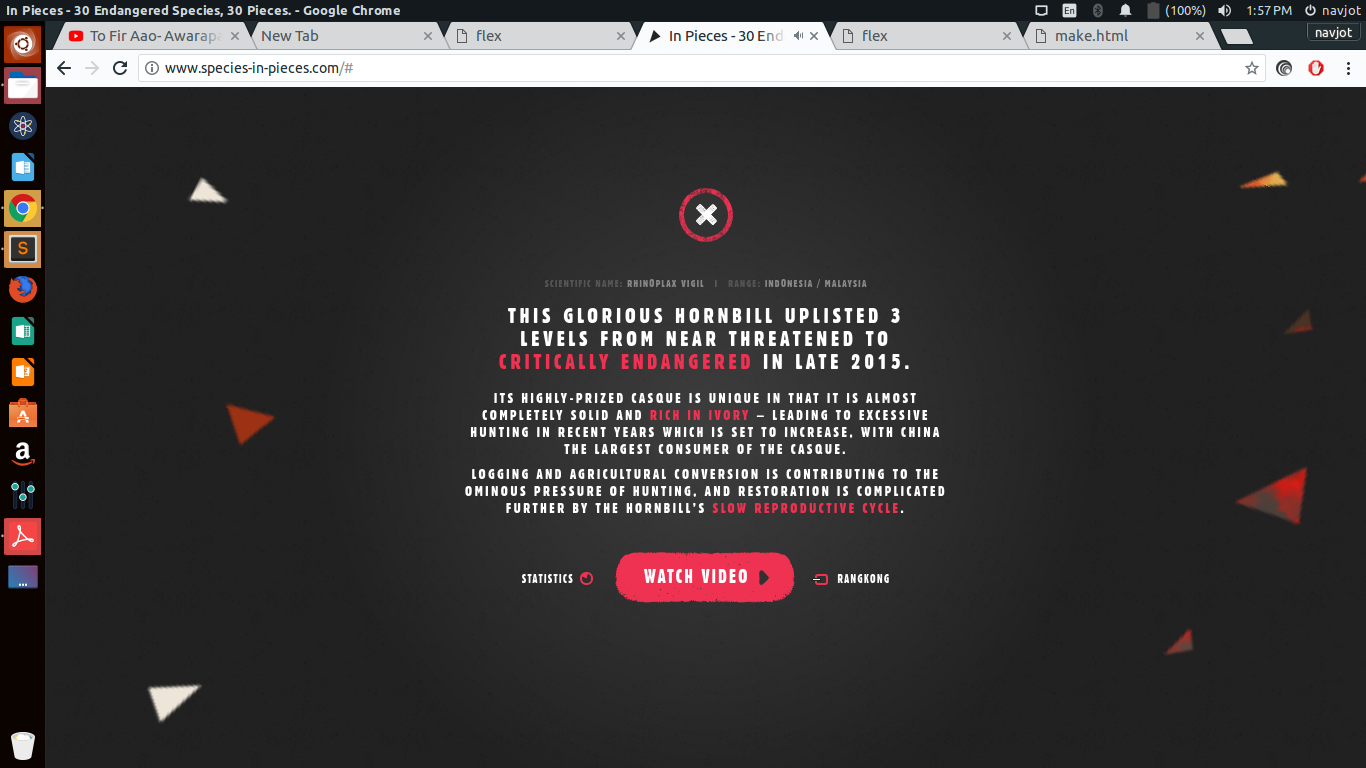 In Pieces - 30 Endangered Species, 30 Pieces. - Google Chrome
En
(100%)
1:57 PM
navjot
To Fir Aao- Awarapa
New Tab
flex
In Pieces - 30 End
flex
make.html
navjot
www.species-in-pieces.com/#
SCIENTIFIC NAME: RHINŌPLAX VIGIL | RANGE: INDŌNESIA / MALAYSIA
THIS GLORIOUS HORNBILL UPLISTED 3
LEVELS FROM NEAR THREATENED TO
CRITICALLY ENDANGERED IN LATE 2015.
ITS HIGHLY-PRIZED CASQUE IS UNIQUE IN THAT IT IS ALMOST
COMPLETELY SOLID AND RICH IN IVORY – LEADING TO EXCESSIVE
HUNTING IN RECENT YEARS WHICH IS SET TO INCREASE, WITH CHINA
THE LARGEST CONSUMER OF THE CASQUE.
LOGGING AND AGRICULTURAL CONVERSION IS CONTRIBUTING TO THE
OMINOUS PRESSURE OF HUNTING, AND RESTORATION IS COMPLICATED
FURTHER BY THE HORNBILL'S SLOW REPRODUCTIVE CYCLE.
STATISTICS
WATCH VIDEO
RANGKONG